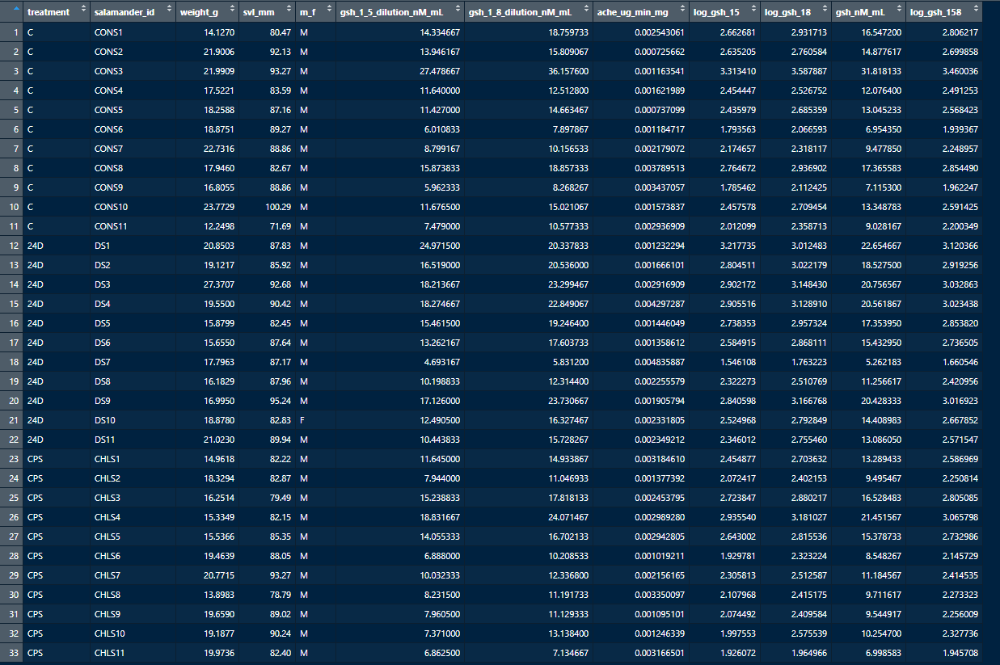 treatment salamander_id weight_g svl_mm m_f gsh_1_5_dilution_nM_mL gsh_1_8_dilution_nM_mL ache_ug_min_mg log_gsh_15 log_gsh_18 gsh_nM_mL log_gsh_158
1 C CONS1 14.1270 80.47 M 14.334667 18.759733 0.002543061 2.662681 2.931713 16.547200 2.806217
2 C CONS2 21.9006 92.13 M 13.946167 15.809067 0.000725662 2.635205 2.760584 14.877617 2.699858
3 C CONS3 21.9909 93.27 M 27.478667 36.157600 0.001163541 3.313410 3.587887 31.818133 3.460036
4 C CONS4 17.5221 83.59 M 11.640000 12.512800 0.001621989 2.454447 2.526752 12.076400 2.491253
5 C CONS5 18.2588 87.16 M 11.427000 14.663467 0.000737099 2.435979 2.685359 13.045233 2.568423
6 C CONS6 18.8751 89.27 M 6.010833 7.897867 0.001184717 1.793563 2.066593 6.954350 1.939367
7 C CONS7 22.7316 88.86 M 8.799167 10.156533 0.002179072 2.174657 2.318117 9.477850 2.248957
8 C CONS8 17.9460 82.67 M 15.873833 18.857333 0.003789513 2.764672 2.936902 17.365583 2.854490
9 C CONS9 16.8055 88.86 M 5.962333 8.268267 0.003437057 1.785462 2.112425 7.115300 1.962247
10 C CONS10 23.7729 100.29 M 11.676500 15.021067 0.001573837 2.457578 2.709454 13.348783 2.591425
11 C CONS11 12.2498 71.69 M 7.479000 10.577333 0.002936909 2.012099 2.358713 9.028167 2.200349
12 24D DS1 20.8503 87.83 M 24.971500 20.337833 0.001232294 3.217735 3.012483 22.654667 3.120366
13 24D DS2 19.1217 85.92 M 16.519000 20.536000 0.001666101 2.804511 3.022179 18.527500 2.919256
14 24D DS3 27.3707 92.68 M 18.213667 23.299467 0.002916909 2.902172 3.148430 20.756567 3.032863
15 24D DS4 19.5500 90.42 M 18.274667 22.849067 0.004297287 2.905516 3.128910 20.561867 3.023438
16 24D DS5 15.8799 82.45 M 15.461500 19.246400 0.001446049 2.738353 2.957324 17.353950 2.853820
17 24D DS6 15.6550 87.64 M 13.262167 17.603733 0.001358612 2.584915 2.868111 15.432950 2.736505
18 24D DS7 17.7963 87.17 M 4.693167 5.831200 0.004835887 1.546108 1.763223 5.262183 1.660546
19 24D DS8 16.1829 87.96 M 10.198833 12.314400 0.002255579 2.322273 2.510769 11.256617 2.420956
20 24D DS9 16.9950 95.24 M 17.126000 23.730667 0.001905794 2.840598 3.166768 20.428333 3.016923
21 24D DS10 18.8780 82.83 F 12.490500 16.327467 0.002331805 2.524968 2.792849 14.408983 2.667852
22 24D DS11 21.0230 89.94 M 10.443833 15.728267 0.002349212 2.346012 2.755460 13.086050 2.571547
23 CPS CHLS1 14.9618 82.22 M 11.645000 14.933867 0.003184610 2.454877 2.703632 13.289433 2.586969
24 CPS CHLS2 18.3294 82.87 M 7.944000 11.046933 0.001377392 2.072417 2.402153 9.495467 2.250814
25 CPS CHLS3 16.2514 79.49 M 15.238833 17.818133 0.002453795 2.723847 2.880217 16.528483 2.805085
26 CPS CHLS4 15.3349 82.15 M 18.831667 24.071467 0.002989280 2.935540 3.181027 21.451567 3.065798
27 CPS CHLS5 15.5366 85.35 M 14.055333 16.702133 0.002942805 2.643002 2.815536 15.378733 2.732986
28 CPS CHLS6 19.4639 88.05 M 6.888000 10.208533 0.001019211 1.929781 2.323224 8.548267 2.145729
29 CPS CHLS7 20.7715 93.27 M 10.032333 12.336800 0.002156165 2.305813 2.512587 11.184567 2.414535
30 CPS CHLS8 13.8983 78.79 M 8.231500 11.191733 0.003350097 2.107968 2.415175 9.711617 2.273323
31 CPS CHLS9 19.6590 89.02 M 7.960500 11.129333 0.001095101 2.074492 2.409584 9.544917 2.256009
32 CPS CHLS10 19.1877 90.24 M 7.371000 13.138400 0.001246339 1.997553 2.575539 10.254700 2.327736
33 CPS CHLS11 19.9736 82.40 M 6.862500 7.134667 0.003166501 1.926072 1.964966 6.998583 1.945708